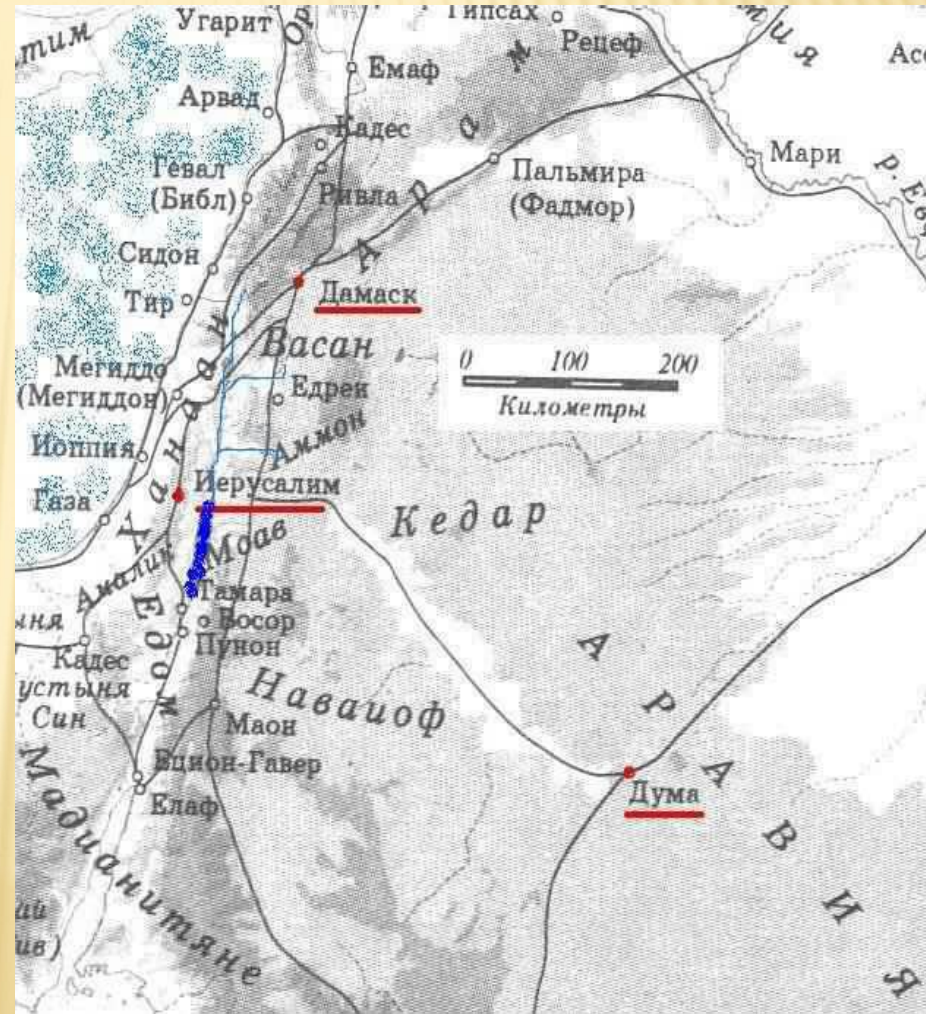 Угарит
Гипсах
Рецеф
Емаф
Арвад
Кадес
Гевал
(Библ)
Ривла
Пальмира
(Фадмор)
Мари
Сидон
Тир
Дамаск
Арам
Васан
0 100 200
Километры
Мегиддо
(Мегиддон)
Едреи
Ханаан
Аммон
Иоппия
Иерусалим
Газа
Кедар
Моав
Амалик
Тамара
Восор
Пунон
Едом
Кадес
Син
Наваиоф
Маон
Ецион-Гавер
Елаф
Дума
АРАВИЯ
Мадианитяне